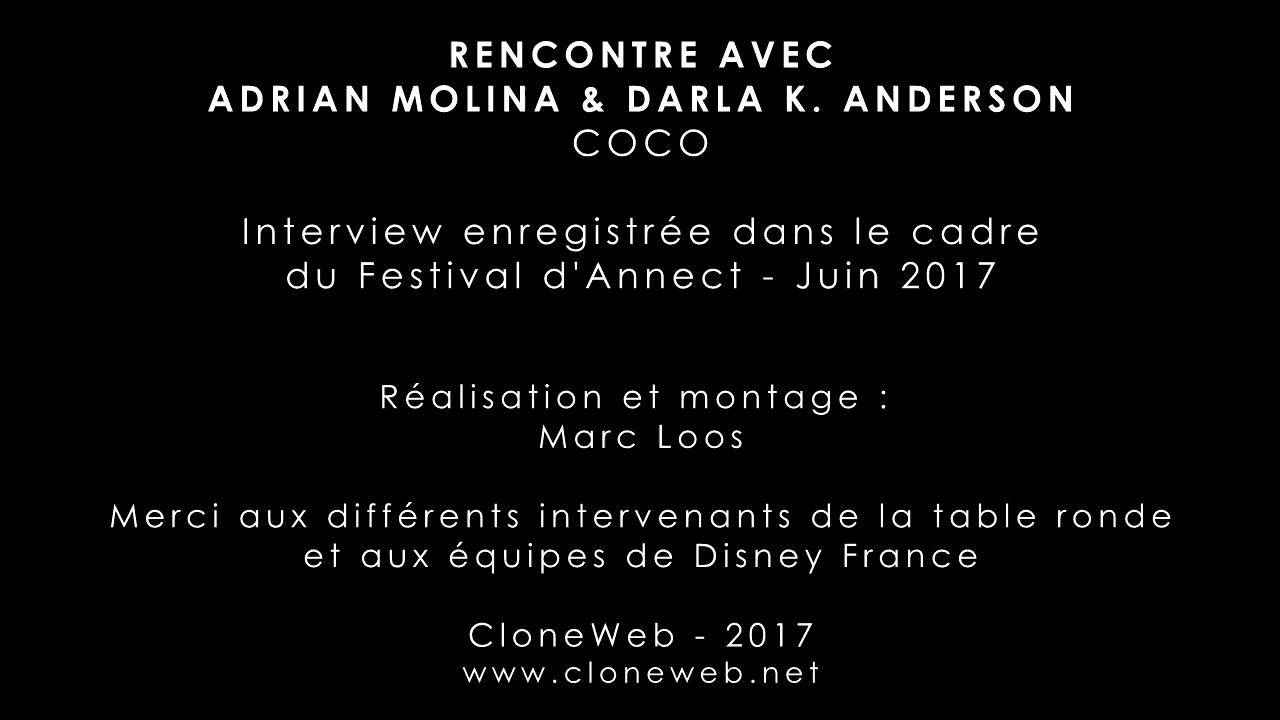 RENCONTRE AVEC
ADRIAN MOLINA & DARLA K. ANDERSON
COCO
Interview enregistrée dans le cadre
du Festival d'Annect - Juin 2017
Réalisation et montage :
Marc Loos
Merci aux différents intervenants de la table ronde
et aux équipes de Disney France
CloneWeb - 2017
www.cloneweb.net